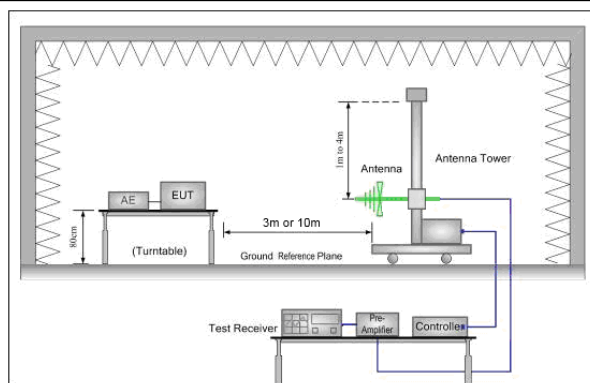 1m to 4m
Antenna
Antenna Tower
AE
EUT
3m or 10m
80cm
(Turntable)
Ground Reference Plane
Test Receiver
Pre-
Amplifier
Controlle